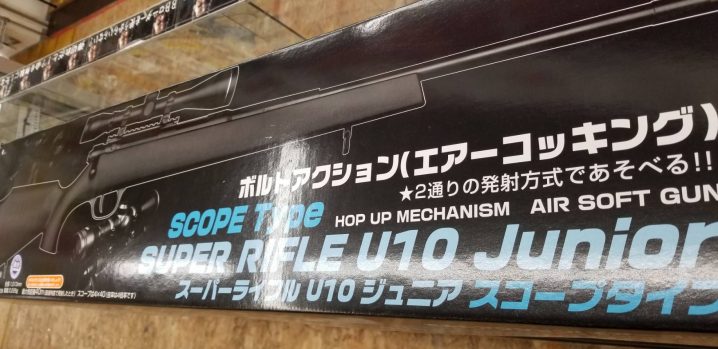 ボルトアクション(エアーコッキング)
★2通りの発射方式であそべる!!
SCOPE Type HOP UP MECHANISM AIR SOFT GUN
SUPER RIFLE U10 Junior
スーパーライフル U10 ジュニア スコープタイプ